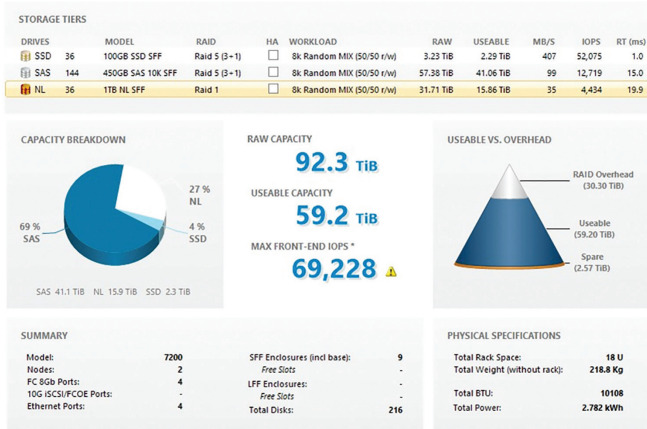 STORAGE TIERS
DRIVES MODEL RAID HA WORKLOAD RAW USEABLE MB/S IOPS RT (ms)
SSD 36 100GB SSD SFF Raid 5 (3+1) 8k Random MIX (50/50 r/w) 3.23 TiB 2.29 TiB 407 52,075 1.0
SAS 144 450GB SAS 10K SFF Raid 5 (3+1) 8k Random MIX (50/50 r/w) 57.38 TiB 41.06 TiB 99 12,719 15.0
NL 36 1TB NL SFF Raid 1 8k Random MIX (50/50 r/w) 31.71 TiB 15.86 TiB 35 4,434 19.9
CAPACITY BREAKDOWN
27 %
NL
69 %
SAS
4 %
SSD
SAS 41.1 TiB NL 15.9 TiB SSD 2.3 TiB
RAW CAPACITY
92.3 TiB
USEABLE CAPACITY
59.2 TiB
MAX FRONT-END IOPS *
69,228
USEABLE VS. OVERHEAD
RAID Overhead
(30.30 TiB)
Useable
(59.20 TiB)
Spare
(2.57 TiB)
SUMMARY
Model: 7200
Nodes: 2
FC 8Gb Ports: 4
10G iSCSI/FCOE Ports: -
Ethernet Ports: 4
SFF Enclosures (incl base): 9
Free Slots -
LFF Enclosures: -
Free Slots -
Total Disks: 216
PHYSICAL SPECIFICATIONS
Total Rack Space: 18 U
Total Weight (without rack): 218.8 Kg
Total BTU: 10108
Total Power: 2.782 kWh